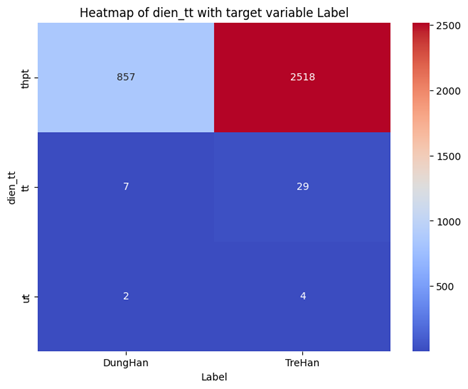 Heatmap of dien_tt with target variable Label
thpt
857
2518
dien_tt
tt
7
29
ut
2
4
DungHan
TreHan
Label
2500
2000
1500
1000
500